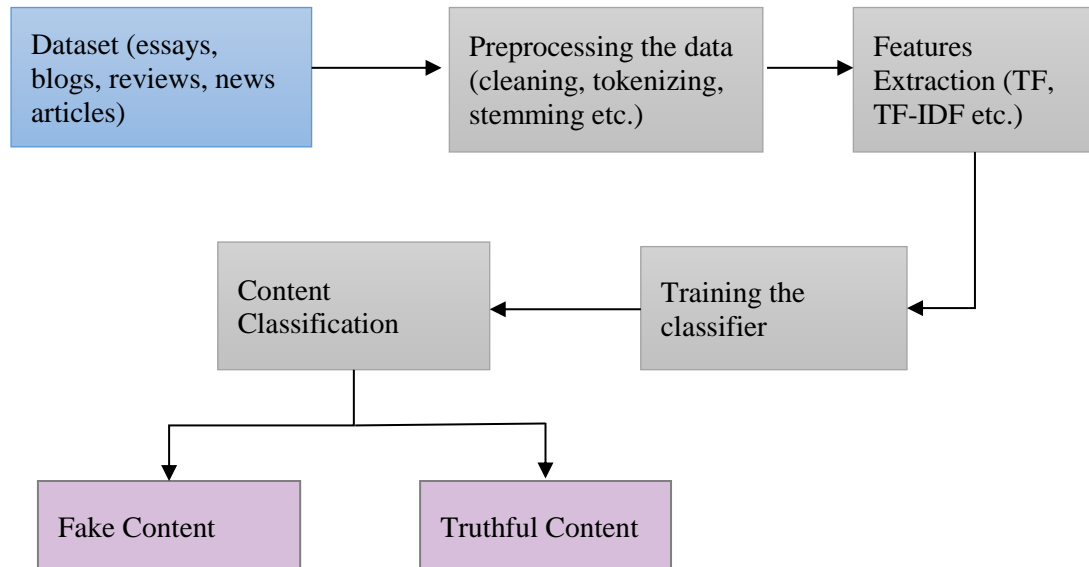 Dataset (essays,
blogs, reviews, news
articles)
Preprocessing the data
(cleaning, tokenizing,
stemming etc.)
Features
Extraction (TF,
TF-IDF etc.)
Content
Classification
Training the
classifier
Fake Content
Truthful Content